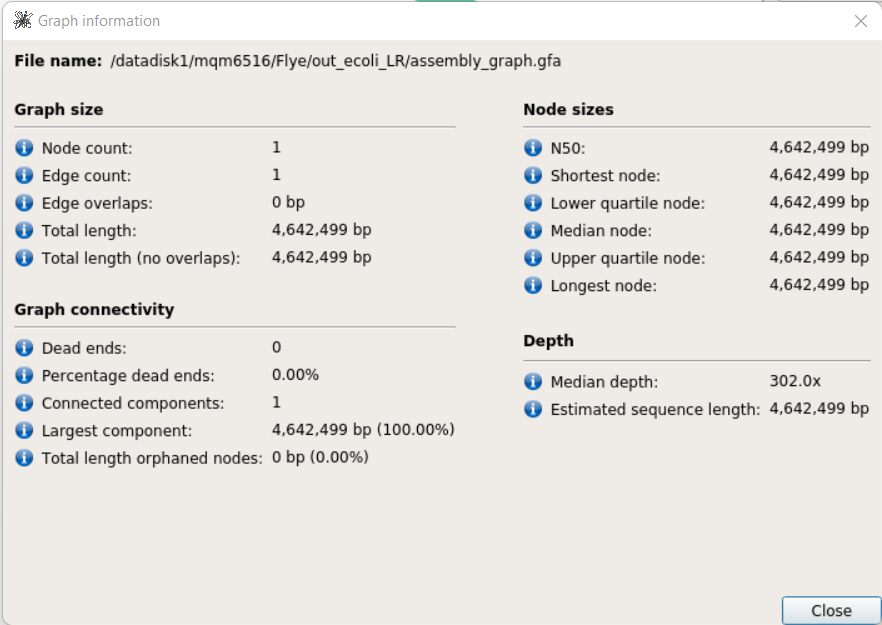 Graph information
File name: /datadisk1/mqm6516/Flye/out_ecoli_LR/assembly_graph.gfa
Graph size
Node count: 1
Edge count: 1
Edge overlaps: 0 bp
Total length: 4,642,499 bp
Total length (no overlaps): 4,642,499 bp
Graph connectivity
Dead ends: 0
Percentage dead ends: 0.00%
Connected components: 1
Largest component: 4,642,499 bp (100.00%)
Total length orphaned nodes: 0 bp (0.00%)
Node sizes
N50: 4,642,499 bp
Shortest node: 4,642,499 bp
Lower quartile node: 4,642,499 bp
Median node: 4,642,499 bp
Upper quartile node: 4,642,499 bp
Longest node: 4,642,499 bp
Depth
Median depth: 302.0x
Estimated sequence length: 4,642,499 bp
Close